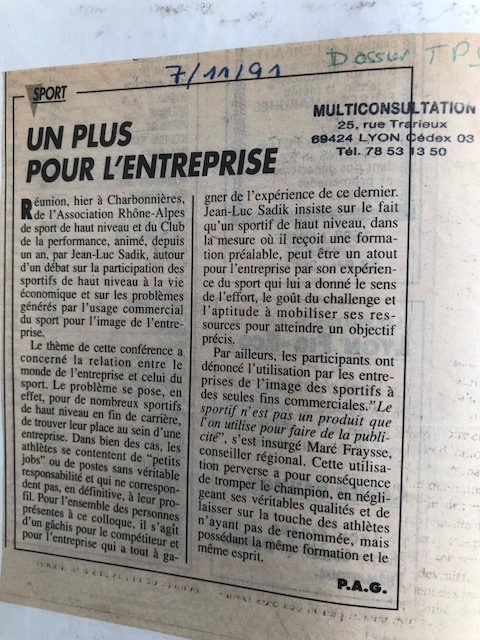 7/11/91
Dossier TPS
SPORT
MULTICONSULTATION
25, rue Trarieux
69424 LYON Cédex 03
Tél. 78 53 13 50
UN PLUS
POUR L'ENTREPRISE
Réunion, hier à Charbonnières,
de l'Association Rhône-Alpes
de sport de haut niveau et du Club
de la performance, animé, depuis
un an, par Jean-Luc Sadik, autour
d'un débat sur la participation des
sportifs de haut niveau à la vie
économique et sur les problèmes
générés par l'usage commercial
du sport pour l'image de l'entre-
prise.
Le thème de cette conférence a
concerné la relation entre le
monde de l'entreprise et celui du
sport. Le problème se pose, en
effet, pour de nombreux sportifs
de haut niveau en fin de carrière,
de trouver leur place au sein d'une
entreprise. Dans bien des cas, les
athlètes se contentent de "petits
jobs" ou de postes sans véritable
responsabilité et qui ne correspon-
dent pas, en définitive, à leur pro-
fil. Pour l'ensemble des personnes
présentes à ce colloque, il s'agit
d'un gâchis pour le compétiteur et
pour l'entreprise qui a tout à ga-
gner de l'expérience de ce dernier.
Jean-Luc Sadik insiste sur le fait
qu'un sportif de haut niveau, dans
la mesure où il reçoit une forma-
tion préalable, peut être un atout
pour l'entreprise par son expérien-
ce du sport qui lui a donné le sens
de l'effort, le goût du challenge et
l'aptitude à mobiliser ses res-
sources pour atteindre un objectif
précis.
Par ailleurs, les participants ont
dénoncé l'utilisation par les entre-
prises de l'image des sportifs à
des seules fins commerciales."Le
sportif n'est pas un produit que
l'on utilise pour faire de la publi-
cité", s'est insurgé Marc Fraysse,
conseiller régional. Cette utilisa-
tion perverse a pour conséquence
de tromper le champion, en négli-
geant ses véritables qualités et de
laisser sur la touche des athlètes
n'ayant pas de renommée, mais
possédant la même formation et le
même esprit.
P.A.G.